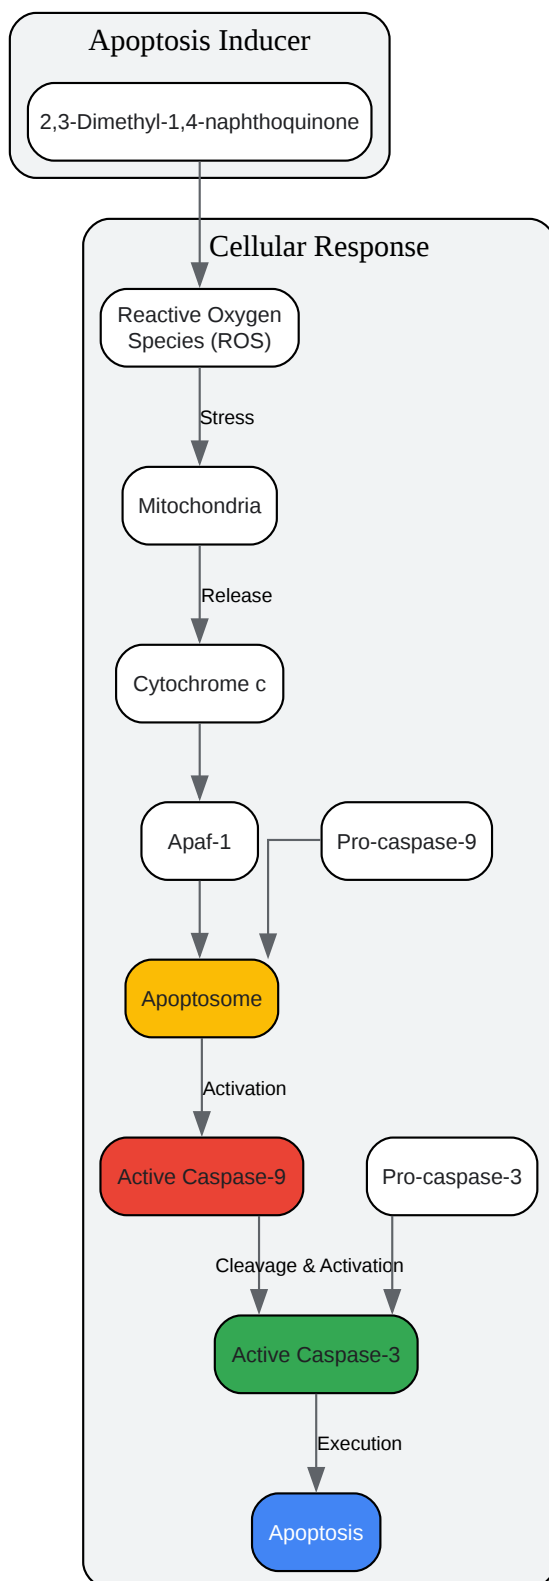 Apoptosis Inducer
2,3-Dimethyl-1,4-naphthoquinone
Cellular Response
Reactive Oxygen
Species (ROS)
Stress
Mitochondria
Release
Cytochrome c
Apaf-1
Pro-caspase-9
Apoptosome
Activation
Active Caspase-9
Pro-caspase-3
Cleavage & Activation
Active Caspase-3
Execution
Apoptosis